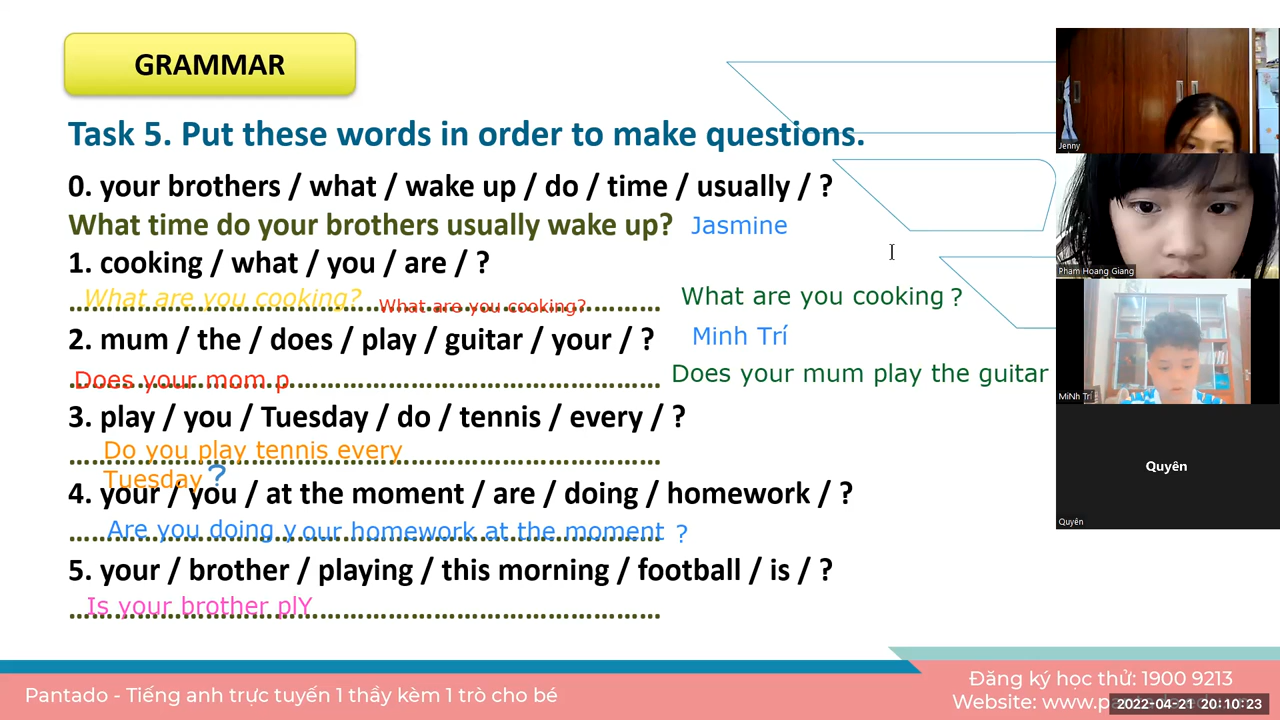 GRAMMAR
Task 5. Put these words in order to make questions.
0. your brothers / what / wake up / do / time / usually / ?
What time do your brothers usually wake up? Jasmine
1. cooking / what / you / are / ?
What are you cooking? What are you cooking? What are you cooking ?
2. mum / the / does / play / guitar / your / ? Minh Trí
Does your mom p Does your mum play the guitar
3. play / you / Tuesday / do / tennis / every / ?
Do you play tennis every
Tuesday ?
4. your / you / at the moment / are / doing / homework / ?
Are you doing y our homework at the moment ?
5. your / brother / playing / this morning / football / is / ?
Is your brother plY
Jenny
Pham Hoang Giang
MiNh Trí
Quyên
Quyên
Pantado - Tiếng anh trực tuyến 1 thầy kèm 1 trò cho bé
Đăng ký học thử: 1900 9213
Website: www.p
2022-04-21 20:10:23